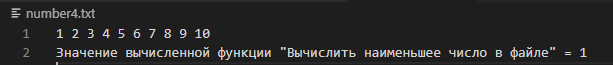 number4.txt
1 1 2 3 4 5 6 7 8 9 10
2 Значение вычисленной функции "Вычислить наименьшее число в файле" = 1